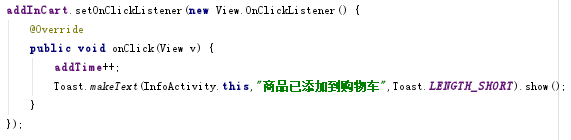 addInCart.setOnClickListener(new View.OnClickListener() {
@Override
public void onClick(View v) {
addTime++;
Toast.makeText(InfoActivity.this,"商品已添加到购物车",Toast.LENGTH_SHORT).show();
}
});